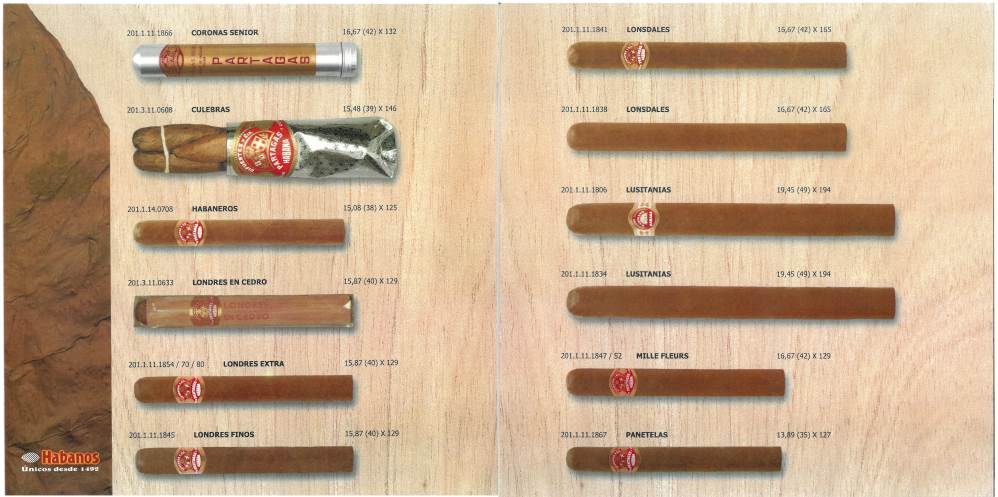 201.1.11.1866 CORONAS SENIOR 16,67 (42) X 132
PARTAGAS
201.3.11.0608 CULEBRAS 15,48 (39) X 146
PARTAGAS
HABANA
201.1.14.0708 HABANEROS 15,08 (38) X 125
201.3.11.0633 LONDRES EN CEDRO 15,87 (40) X 129
LONDRES
EN CEDRO
201.1.11.1854 / 70 / 80 LONDRES EXTRA 15,87 (40) X 129
201.1.11.1845 LONDRES FINOS 15,87 (40) X 129
Habanos
Únicos desde 1492
201.1.11.1841 LONSDALES 16,67 (42) X 165
201.1.11.1838 LONSDALES 16,67 (42) X 165
201.1.11.1806 LUSITANIAS 19,45 (49) X 194
201.1.11.1834 LUSITANIAS 19,45 (49) X 194
201.1.11.1847 / 52 MILLE FLEURS 16,67 (42) X 129
201.1.11.1867 PANETELAS 13,89 (35) X 127